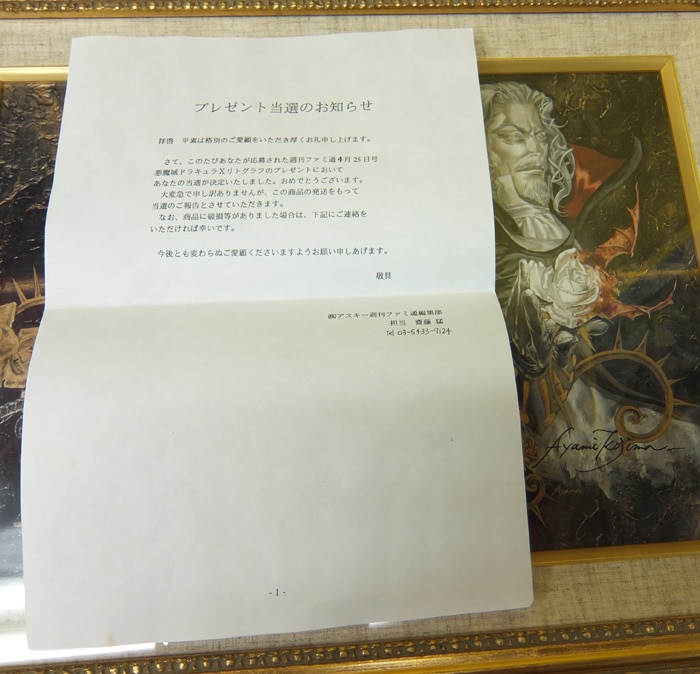 プレゼント当選のお知らせ
拝啓　平素は格別のご愛顧をいただき厚くお礼申し上げます。
さて、このたびあなたが応募された週刊ファミ通4月25日号
悪魔城ドラキュラXリトグラフのプレゼントにおいて
あなたの当選が決定いたしました。おめでとうございます。
大変急で申し訳ありませんが、この商品の発送をもって
当選のご報告とさせていただきます。
なお、商品に破損等がありました場合は、下記にご連絡を
いただければ幸いです。
今後とも変わらぬご愛顧くださいますようお願い申しあげます。
敬具
㈱アスキー週刊ファミ通編集部
担当　齋藤 猛
℡ 03-5433-7124
- 1 -
Ayami Kojima